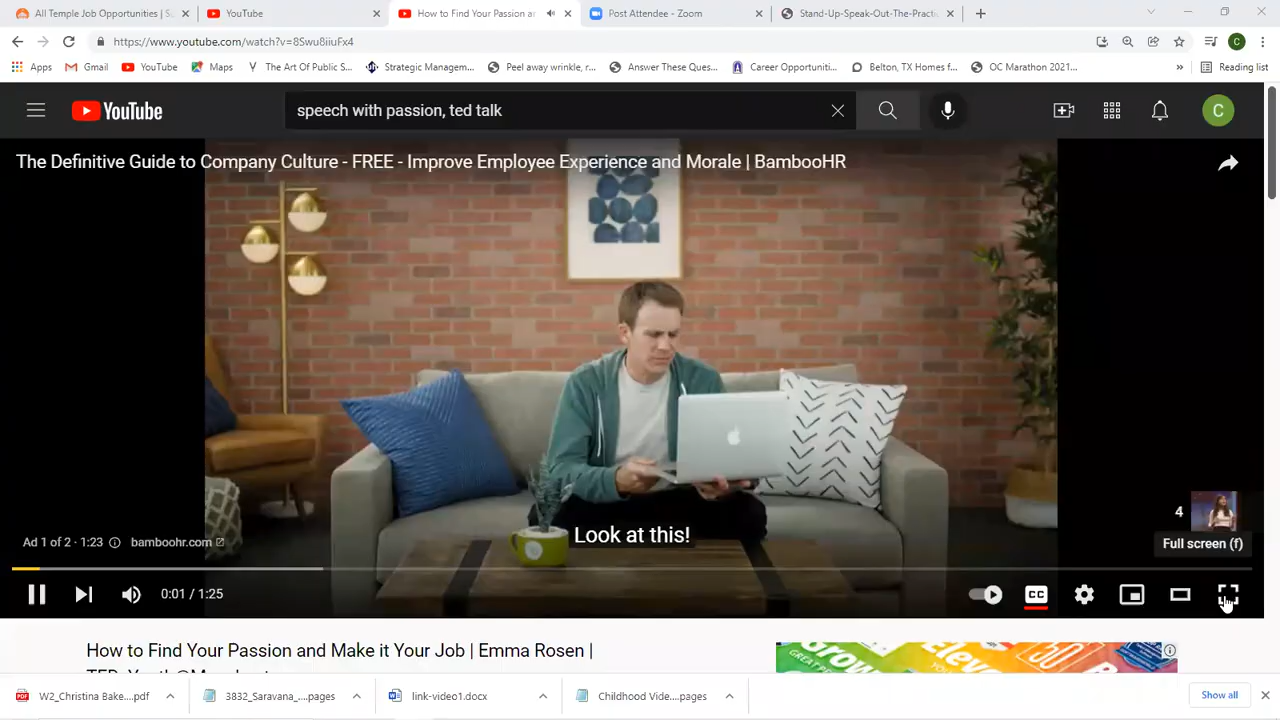 All Temple Job Opportunities | Su
YouTube
How to Find Your Passion an
Post Attendee - Zoom
Stand-Up-Speak-Out-The-Practi
https://www.youtube.com/watch?v=8Swu8iiuFx4
C
Apps
Gmail
YouTube
Maps
The Art Of Public S...
Strategic Managem...
Peel away wrinkle, r...
Answer These Que...
Career Opportuniti...
Belton, TX Homes f...
OC Marathon 2021...
»
Reading list
YouTube
speech with passion, ted talk
C
The Definitive Guide to Company Culture - FREE - Improve Employee Experience and Morale | BambooHR
4
Look at this!
Ad 1 of 2 · 1:23
bamboohr.com
Full screen (f)
0:01 / 1:25
CC
How to Find Your Passion and Make it Your Job | Emma Rosen |
W2_Christina Bake....pdf
3832_Saravana_....pages
link-video1.docx
Childhood Vide....pages
Show all